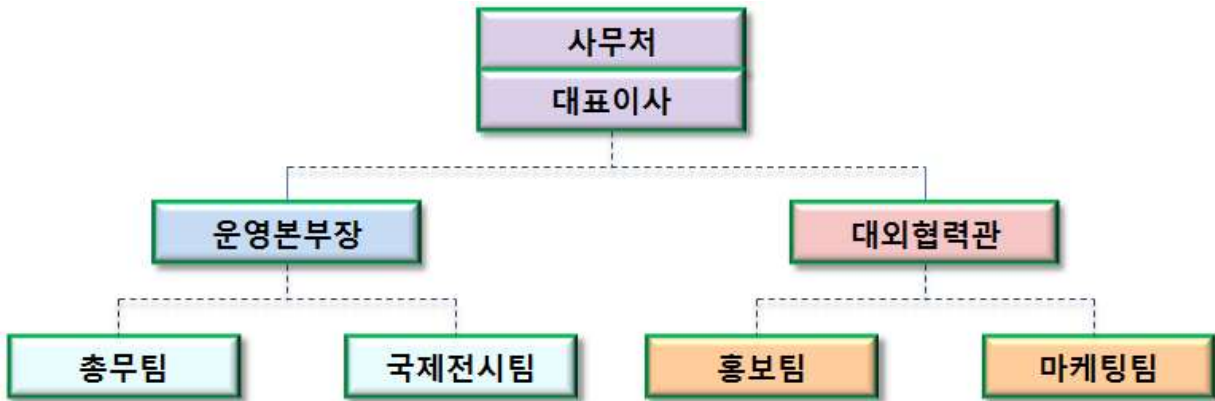 사무처
대표이사
운영본부장
대외협력관
총무팀
국제전시팀
홍보팀
마케팅팀